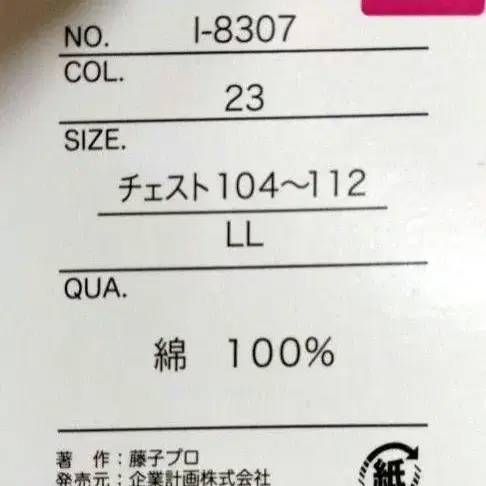 NO. I-8307
COL.
23
SIZE.
チェスト104〜112
LL
QUA.
綿 100%
著 作：藤子プロ
発売元：企業計画株式会社
紙